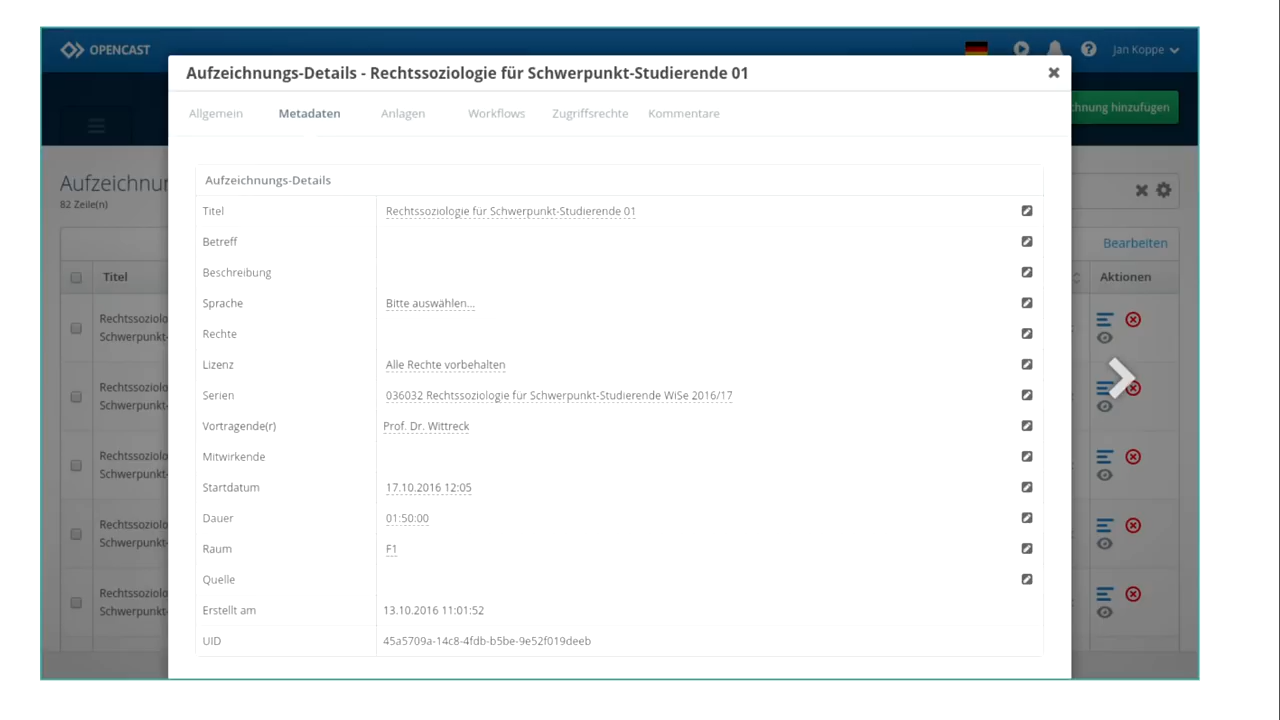 OPENCAST
Jan Koppe
Aufzeichnungs-Details - Rechtssoziologie für Schwerpunkt-Studierende 01
Allgemein Metadaten Anlagen Workflows Zugriffsrechte Kommentare
chnung hinzufügen
Aufzeichnun
82 Zeile(n)
Bearbeiten
Titel
Aktionen
Rechtssoziolo
Schwerpunkt-
Rechtssoziolo
Schwerpunkt-
Rechtssoziolo
Schwerpunkt-
Rechtssoziolo
Schwerpunkt-
Rechtssoziolo
Schwerpunkt-
Aufzeichnungs-Details
Titel Rechtssoziologie für Schwerpunkt-Studierende 01
Betreff
Beschreibung
Sprache Bitte auswählen...
Rechte
Lizenz Alle Rechte vorbehalten
Serien 036032 Rechtssoziologie für Schwerpunkt-Studierende WiSe 2016/17
Vortragende(r) Prof. Dr. Wittreck
Mitwirkende
Startdatum 17.10.2016 12:05
Dauer 01:50:00
Raum F1
Quelle
Erstellt am 13.10.2016 11:01:52
UID 45a5709a-14c8-4fdb-b5be-9e52f019deeb